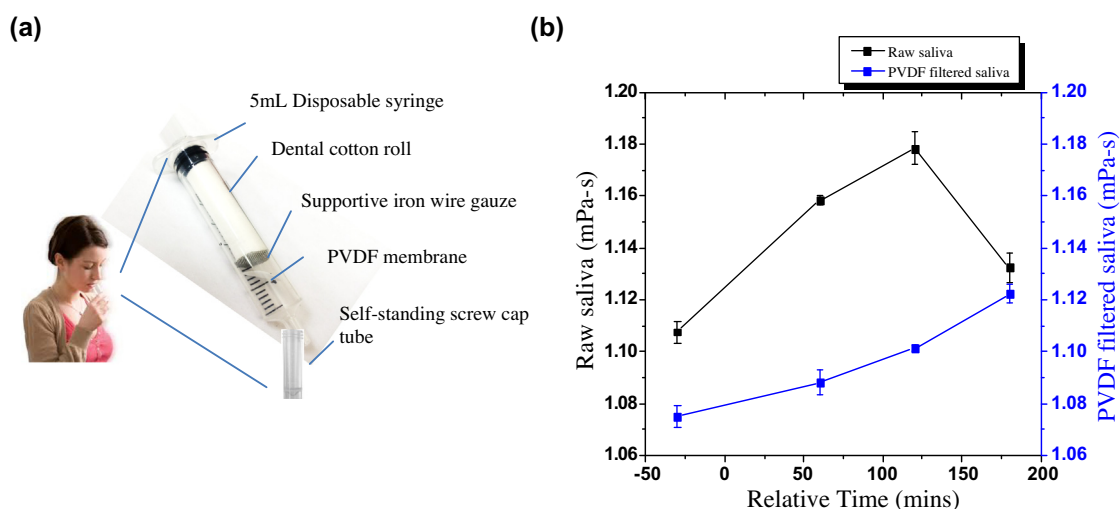 (a)
5mL Disposable syringe
Dental cotton roll
Supportive iron wire gauze
PVDF membrane
Self-standing screw cap
tube
(b)
Raw saliva
PVDF filtered saliva
1.20
1.18
1.16
1.14
1.12
1.10
1.08
1.06
Raw saliva (mPa-s)
1.20
1.18
1.16
1.14
1.12
1.10
1.08
1.06
PVDF filtered saliva (mPa-s)
-50 0 50 100 150 200
Relative Time (mins)